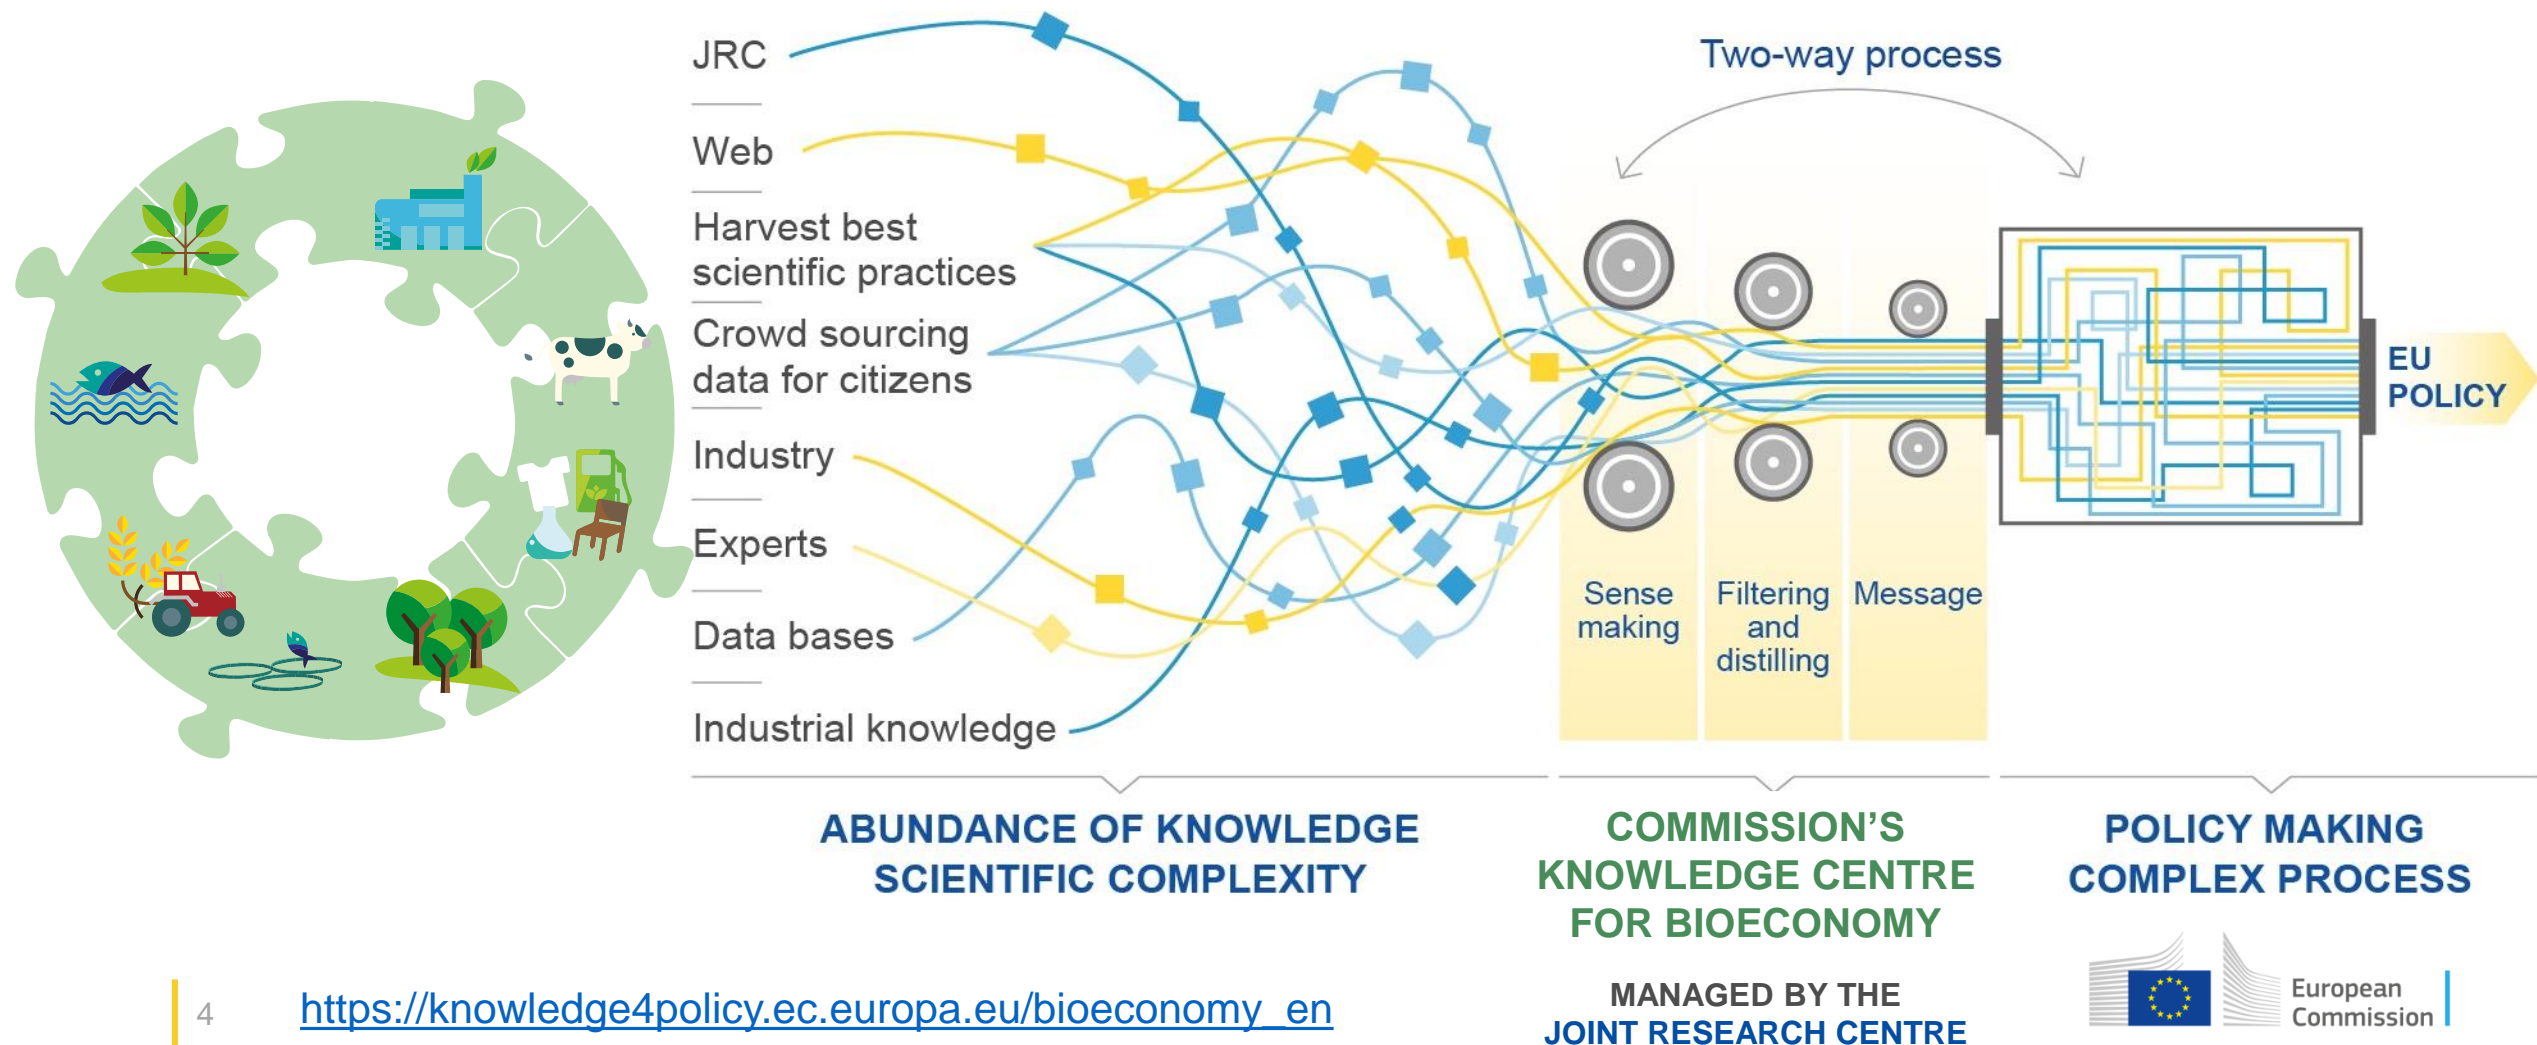 JRC
Web
Harvest best
scientific practices
Crowd sourcing
data for citizens
Industry
Experts
Data bases
Industrial knowledge
Two-way process
Sense
making
Filtering
and
distilling
Message
EU
POLICY
ABUNDANCE OF KNOWLEDGE
SCIENTIFIC COMPLEXITY
COMMISSION’S
KNOWLEDGE CENTRE
FOR BIOECONOMY
MANAGED BY THE
JOINT RESEARCH CENTRE
POLICY MAKING
COMPLEX PROCESS
4
https://knowledge4policy.ec.europa.eu/bioeconomy_en
European
Commission